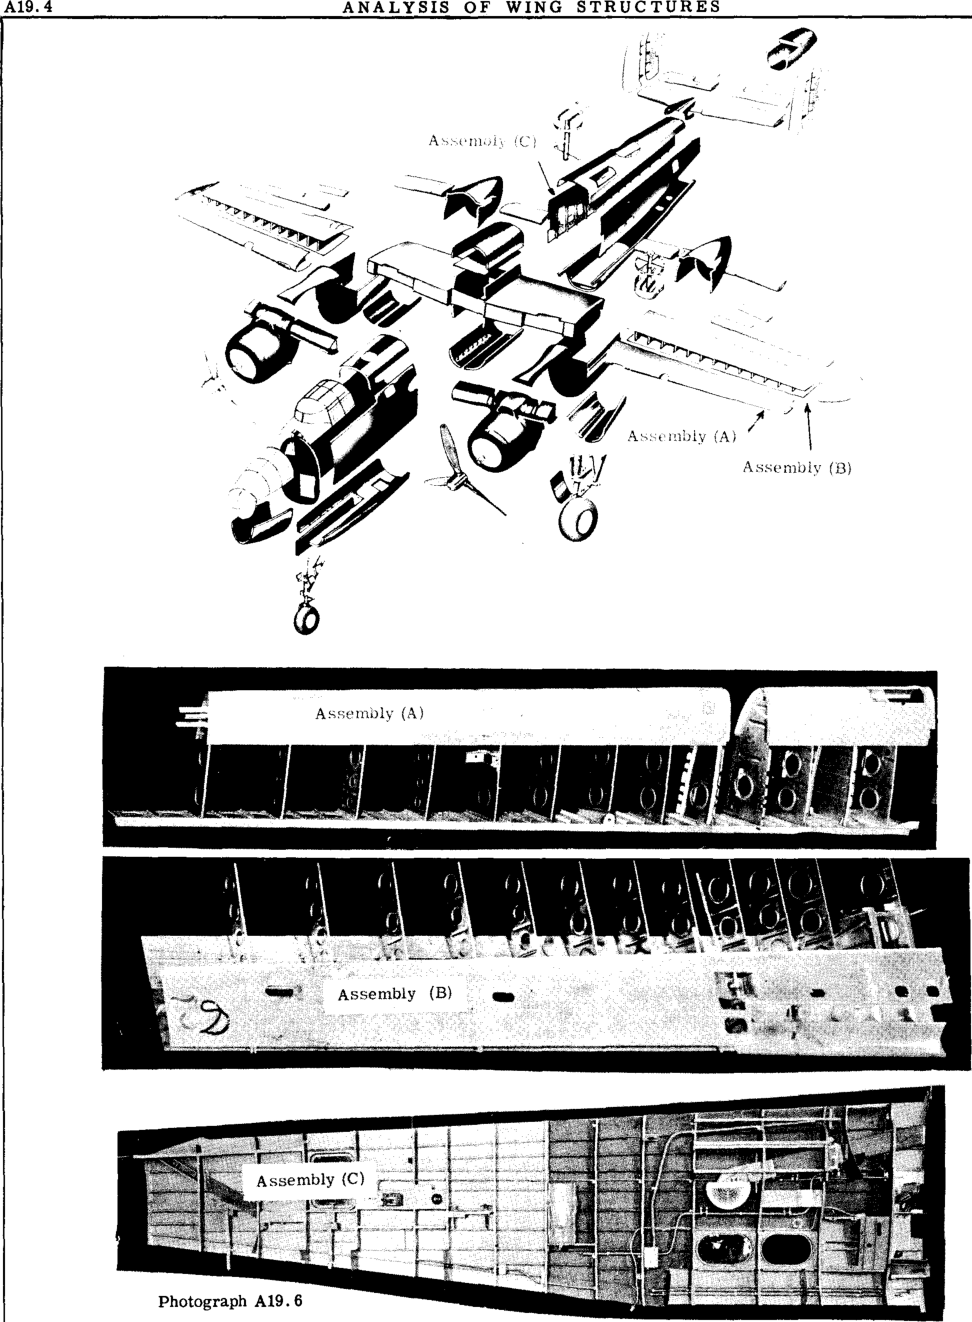 A19.4
ANALYSIS OF WING STRUCTURES
Assembly (C)
Assembly (A)
Assembly (B)
Assembly (A)
Assembly (B)
Assembly (C)
Photograph A19.6